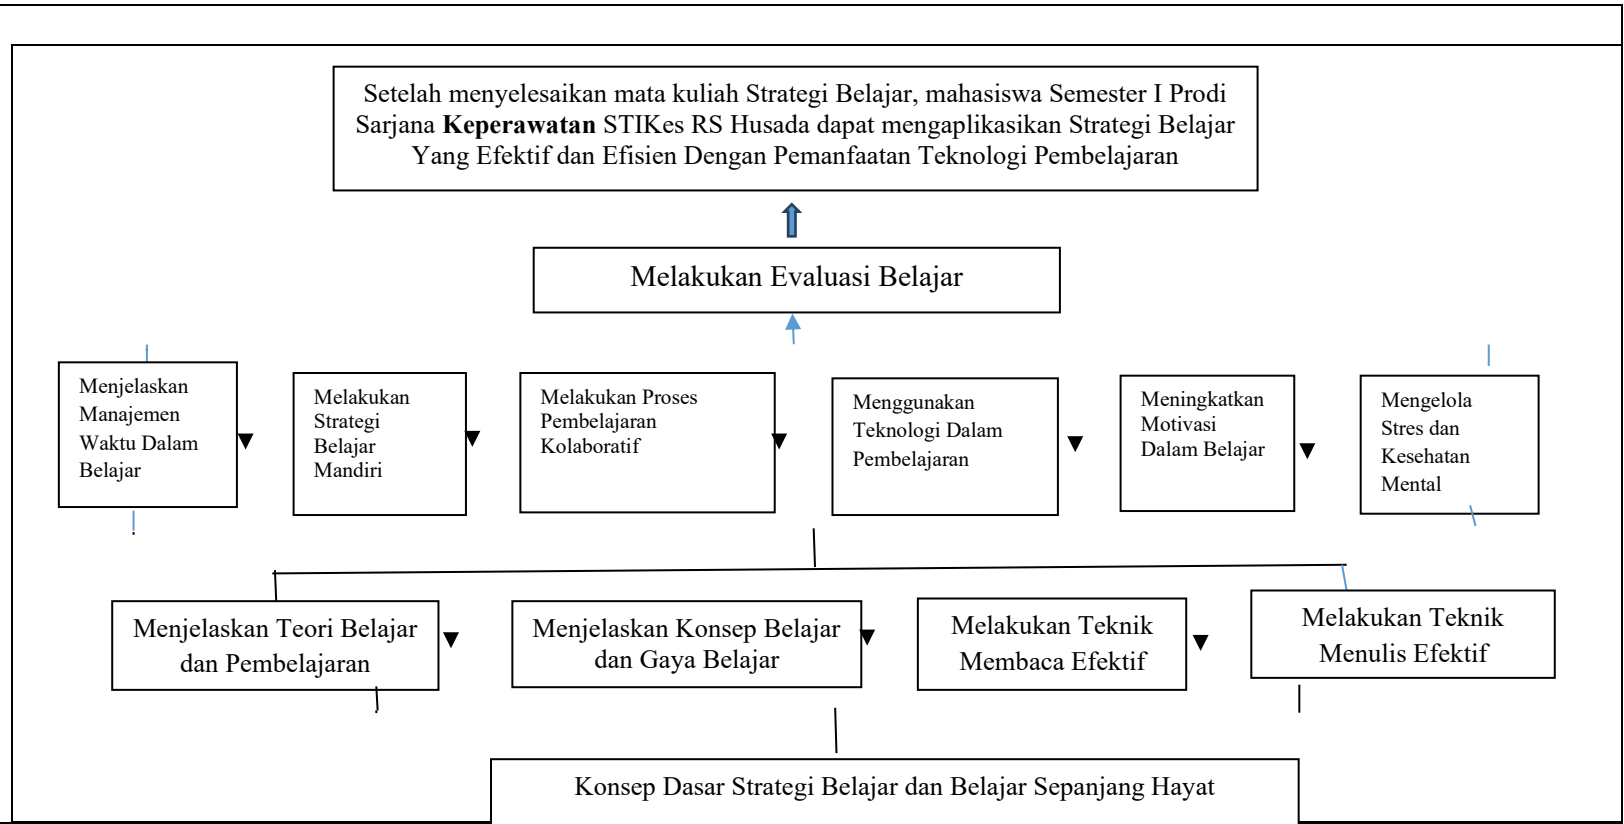 Setelah menyelesaikan mata kuliah Strategi Belajar, mahasiswa Semester I Prodi
Sarjana Keperawatan STIKes RS Husada dapat mengaplikasikan Strategi Belajar
Yang Efektif dan Efisien Dengan Pemanfaatan Teknologi Pembelajaran
Melakukan Evaluasi Belajar
Menjelaskan
Manajemen
Waktu Dalam
Belajar
Melakukan
Strategi
Belajar
Mandiri
Melakukan Proses
Pembelajaran
Kolaboratif
Menggunakan
Teknologi Dalam
Pembelajaran
Meningkatkan
Motivasi
Dalam Belajar
Mengelola
Stres dan
Kesehatan
Mental
Menjelaskan Teori Belajar
dan Pembelajaran
Menjelaskan Konsep Belajar
dan Gaya Belajar
Melakukan Teknik
Membaca Efektif
Melakukan Teknik
Menulis Efektif
Konsep Dasar Strategi Belajar dan Belajar Sepanjang Hayat